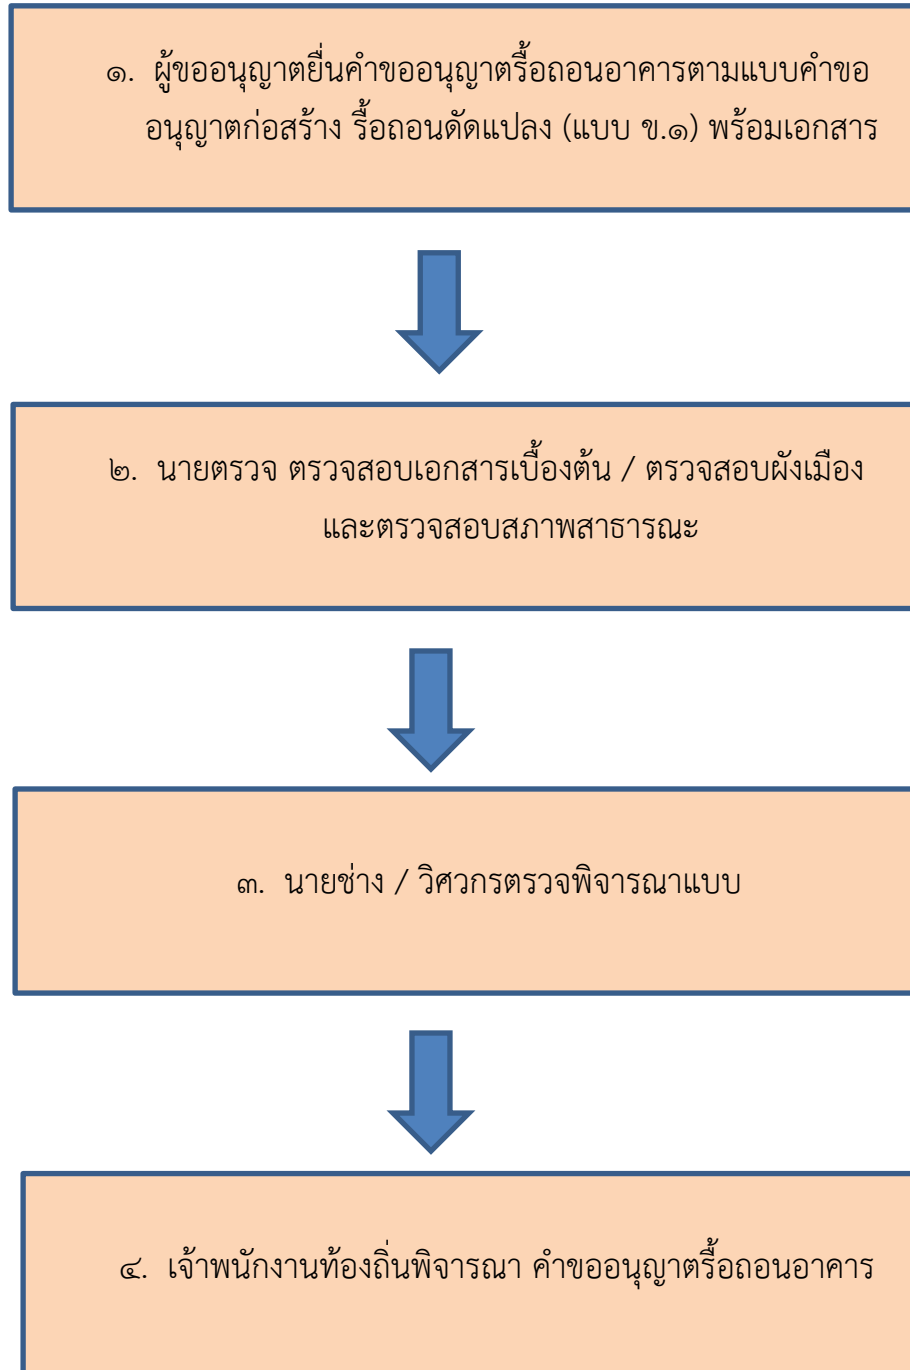 ๑. ผู้ขออนุญาตยื่นคำขออนุญาตรื้อถอนอาคารตามแบบคำขอ
อนุญาตก่อสร้าง รื้อถอนดัดแปลง (แบบ ข.๑) พร้อมเอกสาร
๒. นายตรวจ ตรวจสอบเอกสารเบื้องต้น / ตรวจสอบผังเมือง
และตรวจสอบสภาพสาธารณะ
๓. นายช่าง / วิศวกรตรวจพิจารณาแบบ
๔. เจ้าพนักงานท้องถิ่นพิจารณา คำขออนุญาตรื้อถอนอาคาร